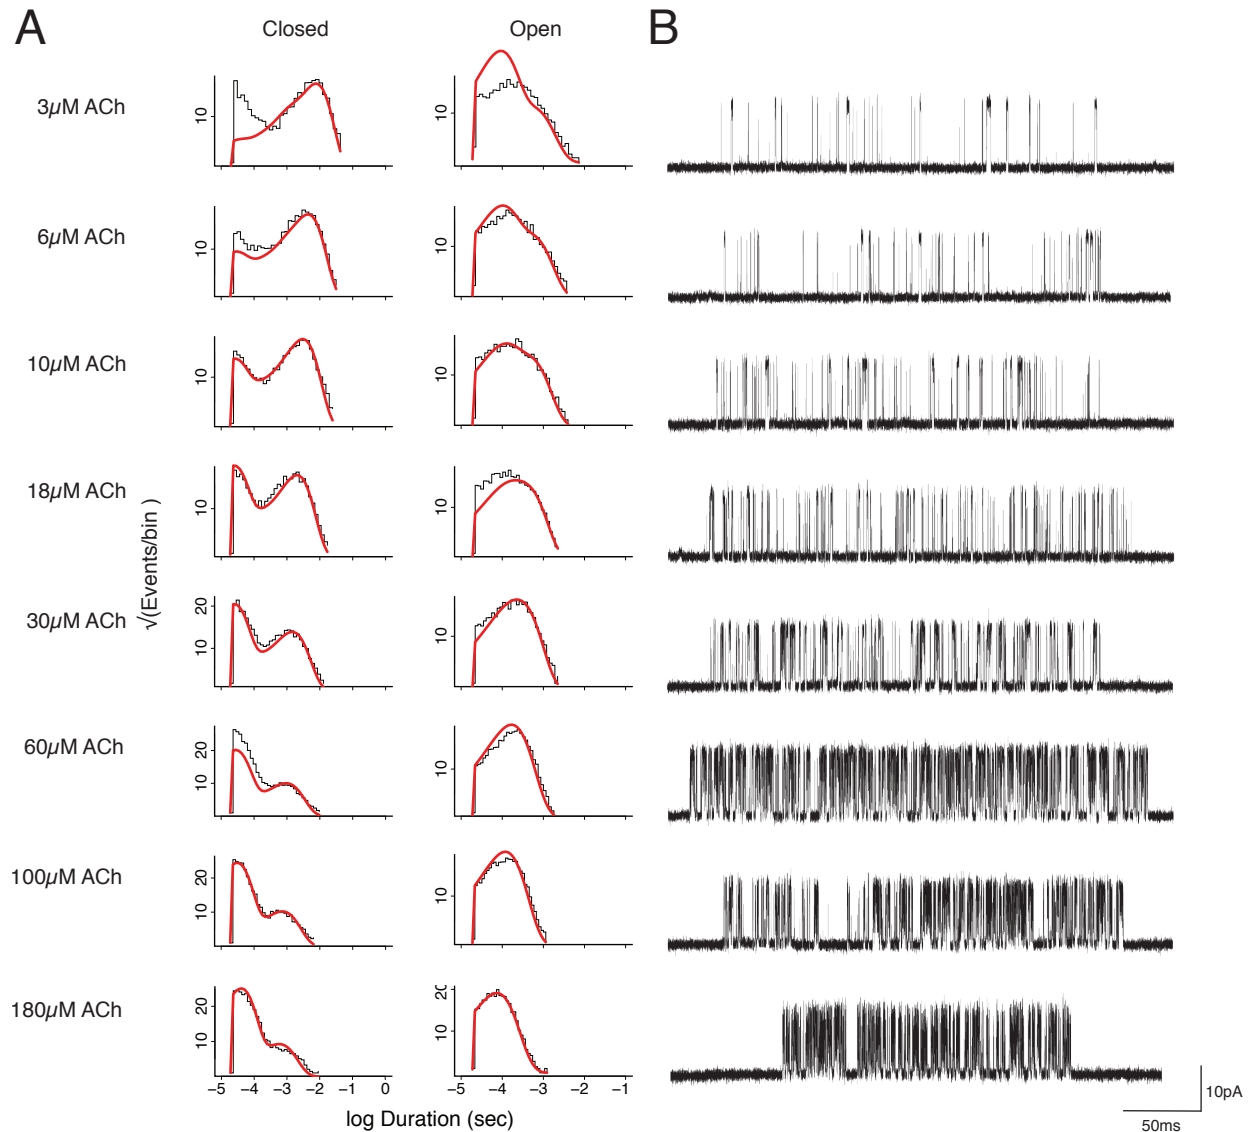 A
Closed
Open
B
3µM ACh
10
10
6µM ACh
10
10
10µM ACh
10
10
18µM ACh
10
10
√(Events/bin )
30µM ACh
20
10
10
60µM ACh
20
10
10
100µM ACh
20
10
10
180µM ACh
20
10
20
10
−5 −4 −3 −2 −1 0
−5 −4 −3 −2 −1
log Duration (sec)
10pA
50ms